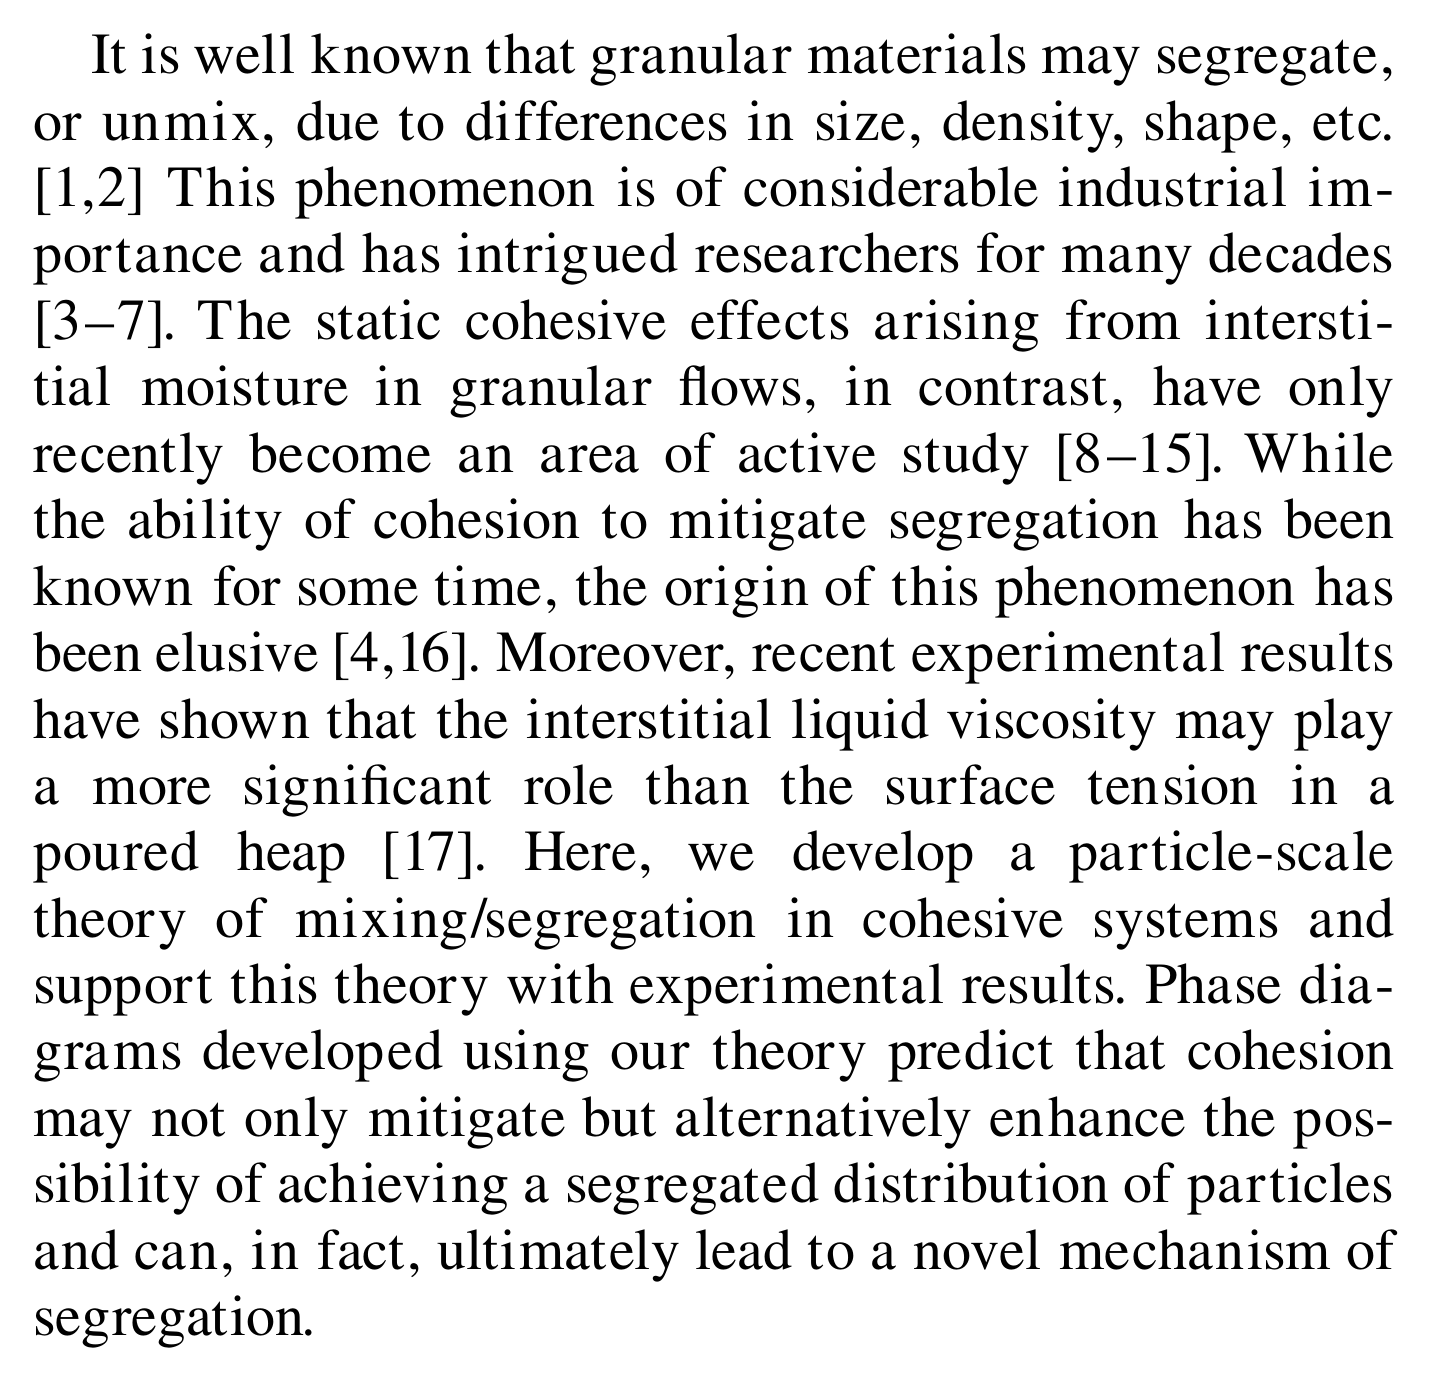 It is well known that granular materials may segregate,
or unmix, due to differences in size, density, shape, etc.
[1,2] This phenomenon is of considerable industrial im-
portance and has intrigued researchers for many decades
[3–7]. The static cohesive effects arising from intersti-
tial moisture in granular flows, in contrast, have only
recently become an area of active study [8–15]. While
the ability of cohesion to mitigate segregation has been
known for some time, the origin of this phenomenon has
been elusive [4,16]. Moreover, recent experimental results
have shown that the interstitial liquid viscosity may play
a more significant role than the surface tension in a
poured heap [17]. Here, we develop a particle-scale
theory of mixing/segregation in cohesive systems and
support this theory with experimental results. Phase dia-
grams developed using our theory predict that cohesion
may not only mitigate but alternatively enhance the pos-
sibility of achieving a segregated distribution of particles
and can, in fact, ultimately lead to a novel mechanism of
segregation.